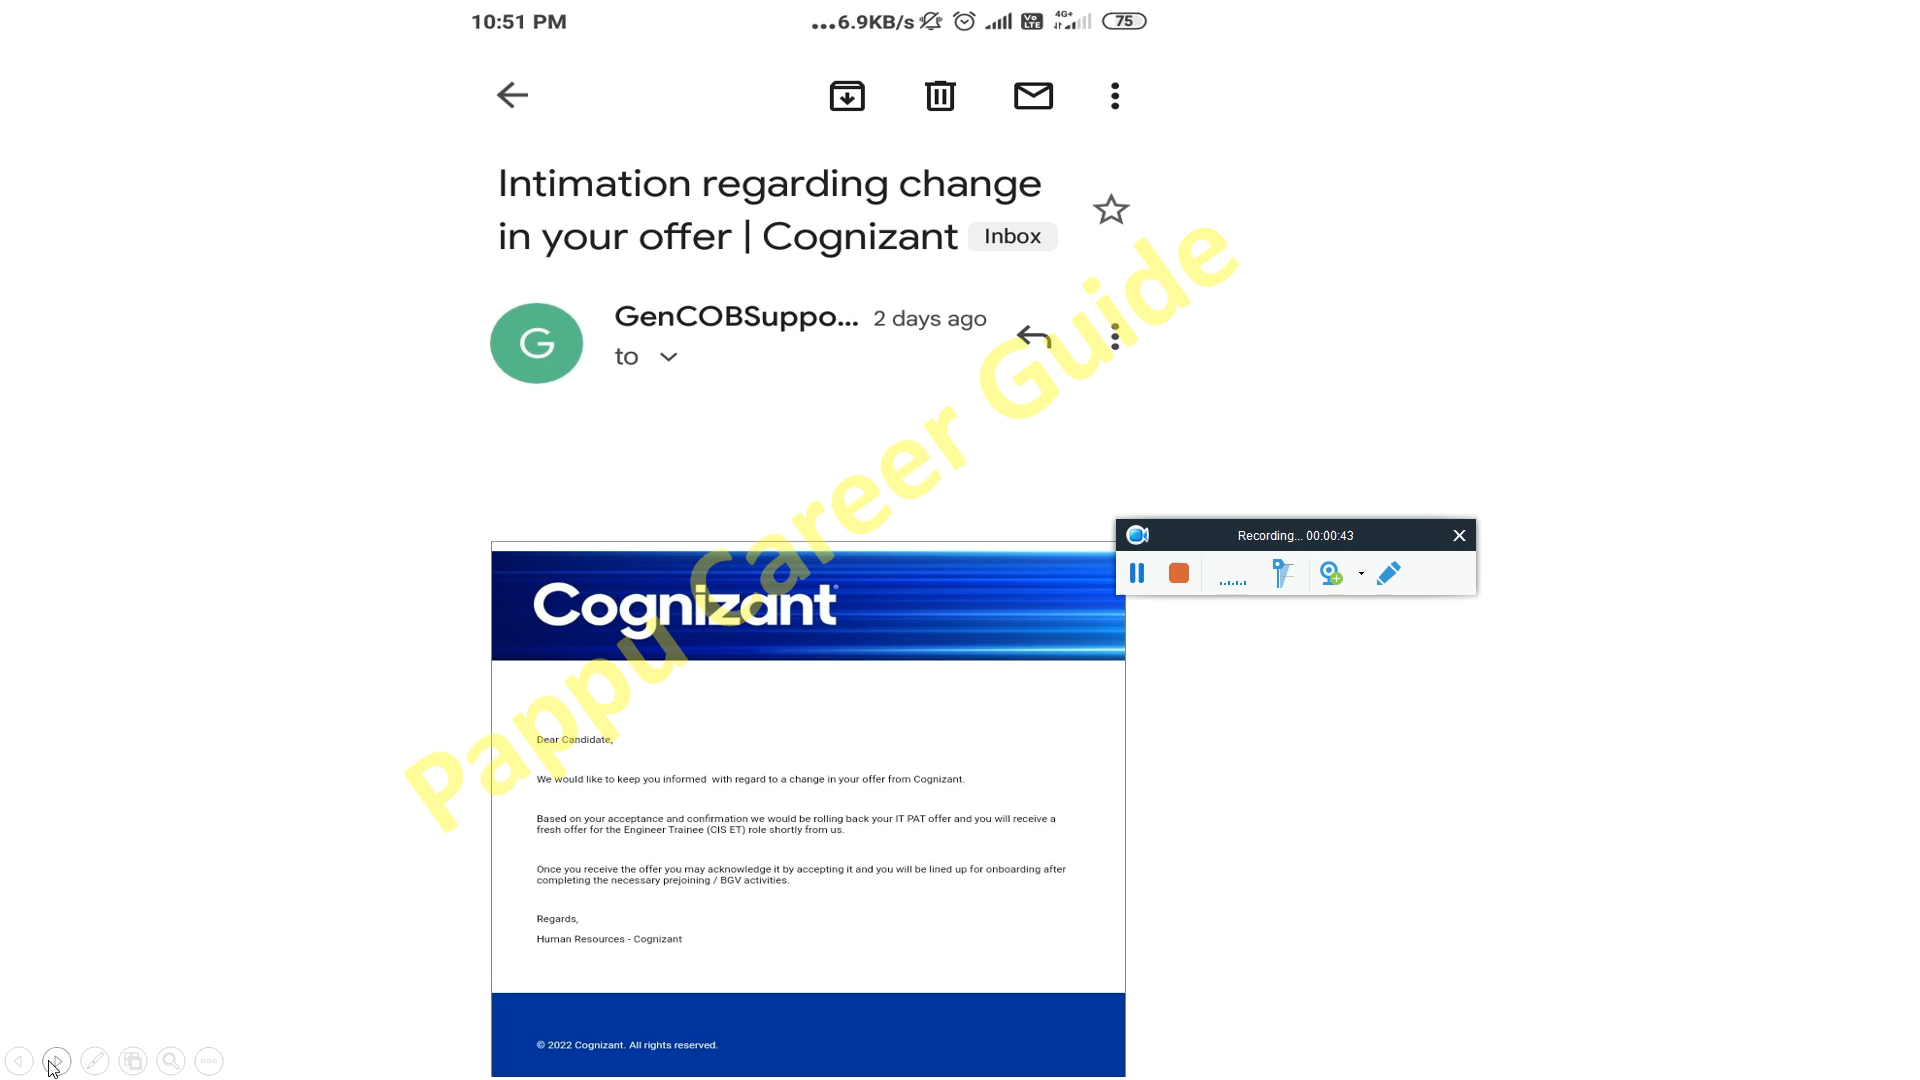 10:51 PM
...6.9KB/s
Vo
LTE
4G+
75
Intimation regarding change
in your offer | Cognizant Inbox
G
GenCOBSuppo... 2 days ago
to
Pappu Career Guide
Recording... 00:00:43
Cognizant
Dear Candidate,
We would like to keep you informed with regard to a change in your offer from Cognizant.
Based on your acceptance and confirmation we would be rolling back your IT PAT offer and you will receive a
fresh offer for the Engineer Trainee (CIS ET) role shortly from us.
Once you receive the offer you may acknowledge it by accepting it and you will be lined up for onboarding after
completing the necessary prejoining / BGV activities.
Regards,
Human Resources - Cognizant
© 2022 Cognizant. All rights reserved.